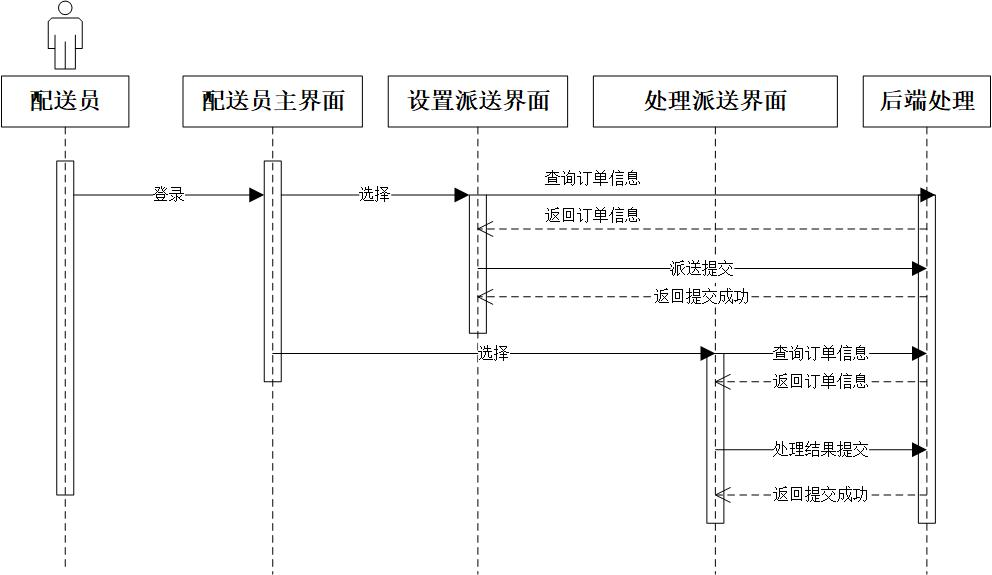 配送员
配送员主界面
设置派送界面
处理派送界面
后端处理
登录
选择
查询订单信息
返回订单信息
派送提交
返回提交成功
选择
查询订单信息
返回订单信息
处理结果提交
返回提交成功